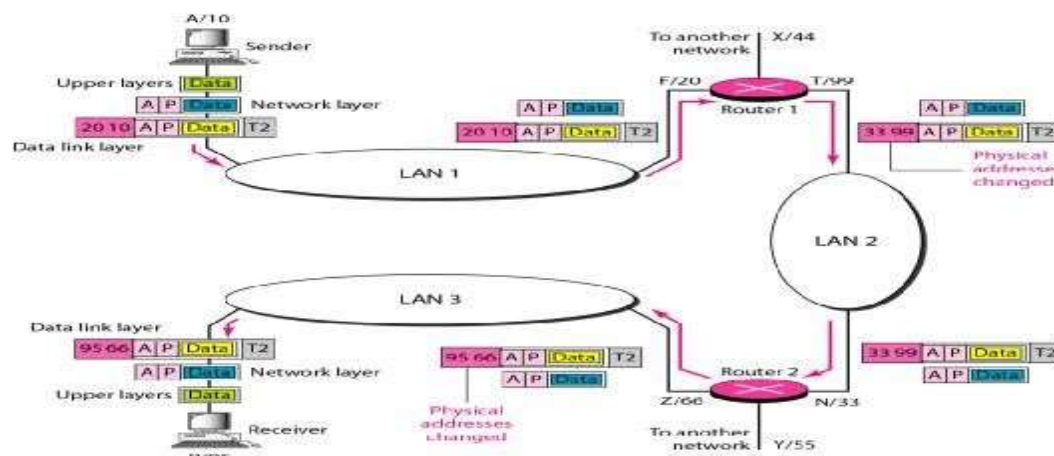 A/10
Sender
To another
network
X/44
F/20
T/99
Router 1
Upper layers
Data
A P Data
Network layer
20 10 A P Data T2
Data link layer
A P Data
20 10 A P Data T2
A P Data
33 99 A P Data T2
Physical
addresses
changed
LAN 1
LAN 2
LAN 3
Data link layer
95 66 A P Data T2
A P Data
Network layer
Upper layers
Data
Receiver
95 66 A P Data T2
A P Data
Physical
addresses
changed
Router 2
Z/66
N/33
To another
network
Y/55
33 99 A P Data T2
A P Data